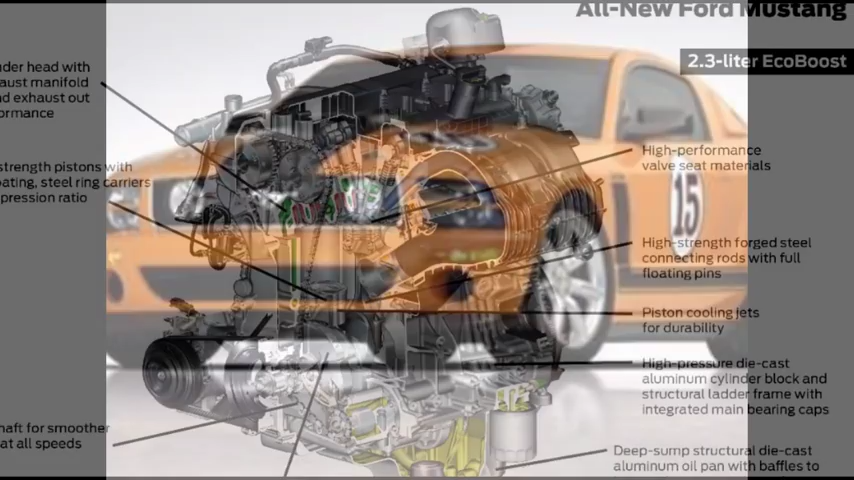 All-New Ford Mustang
2.3-liter EcoBoost
nder head with
aust manifold
nd exhaust out
ormance
strength pistons with
oating, steel ring carriers
pression ratio
haft for smoother
at all speeds
High-performance
valve seat materials
15
High-strength forged steel
connecting rods with full
floating pins
Piston cooling jets
for durability
High-pressure die-cast
aluminum cylinder block and
structural ladder frame with
integrated main bearing caps
Deep-sump structural die-cast
aluminum oil pan with baffles to